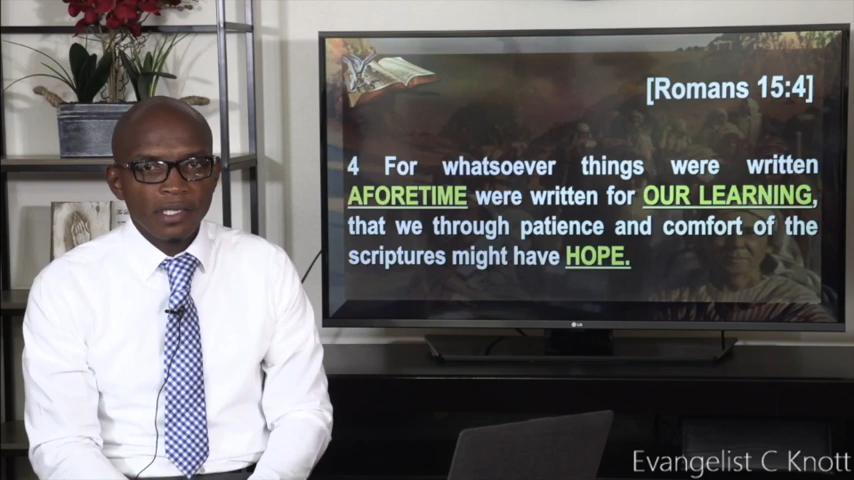 [Romans 15:4]
4 For whatsoever things were written
AFORETIME were written for OUR LEARNING,
that we through patience and comfort of the
scriptures might have HOPE.
LG
Evangelist C Knott